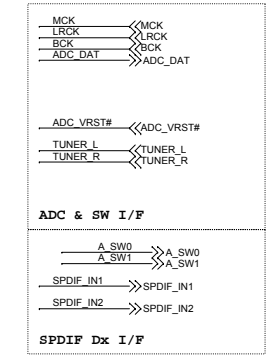 MCK MCK
LRCK LRCK
BCK BCK
ADC_DAT ADC_DAT
ADC_VRST# ADC_VRST#
TUNER_L TUNER_L
TUNER_R TUNER_R
ADC & SW I/F
A_SW0 A_SW0
A_SW1 A_SW1
SPDIF_IN1 SPDIF_IN1
SPDIF_IN2 SPDIF_IN2
SPDIF Dx I/F